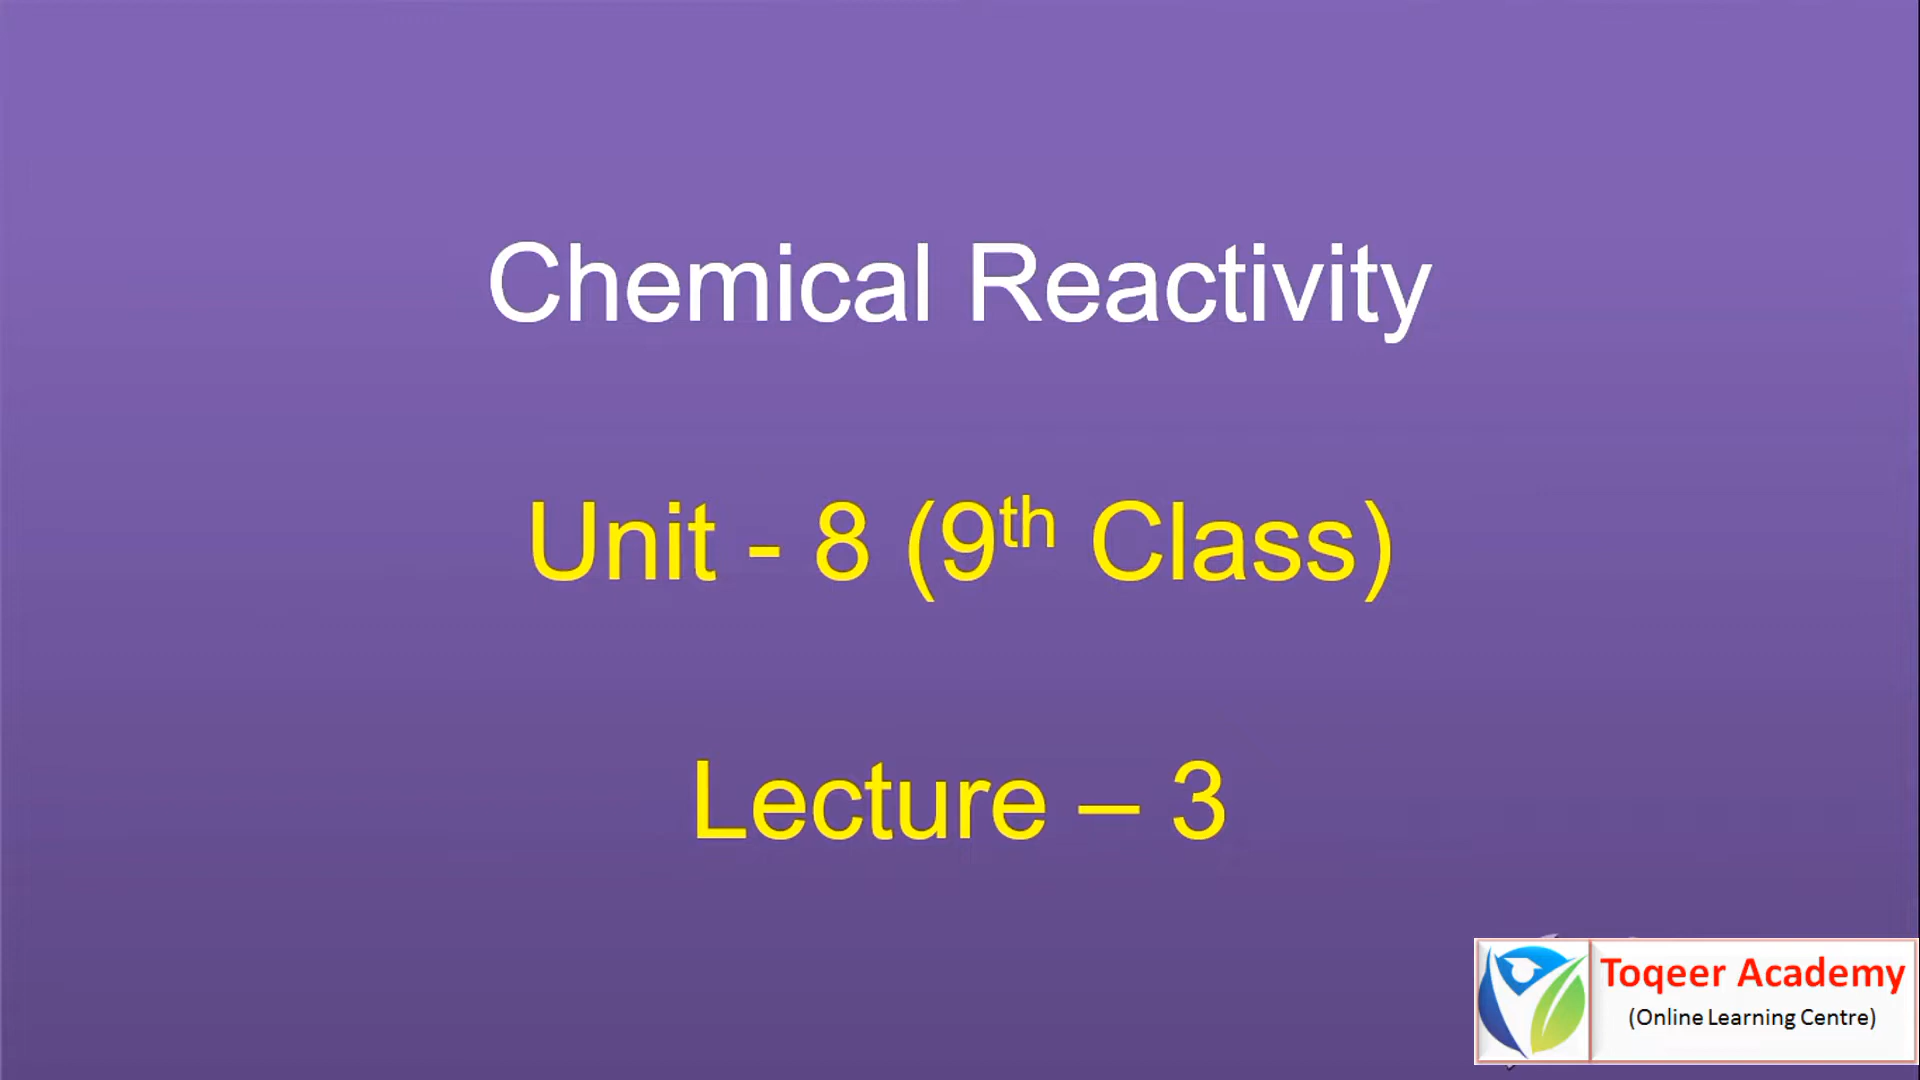 Chemical Reactivity
Unit - 8 (9th Class)
Lecture – 3
Toqeer Academy
(Online Learning Centre)